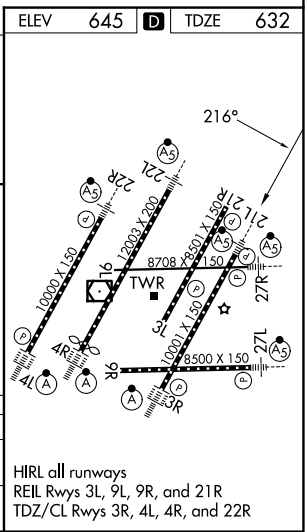 ELEV 645 D TDZE 632
216°
A5
22R
A5
22L
P
10000 X 150
12003 X 200
9L
8708 X 150
8501 X 150
21R
21L
P
A5
A5
TWR
27R
3L
10001 X 150
P
4R
4L
A
A
9R
8500 X 150
27L
P
P
A
3R
HIRL all runways
REIL Rwys 3L, 9L, 9R, and 21R
TDZ/CL Rwys 3R, 4L, 4R, and 22R